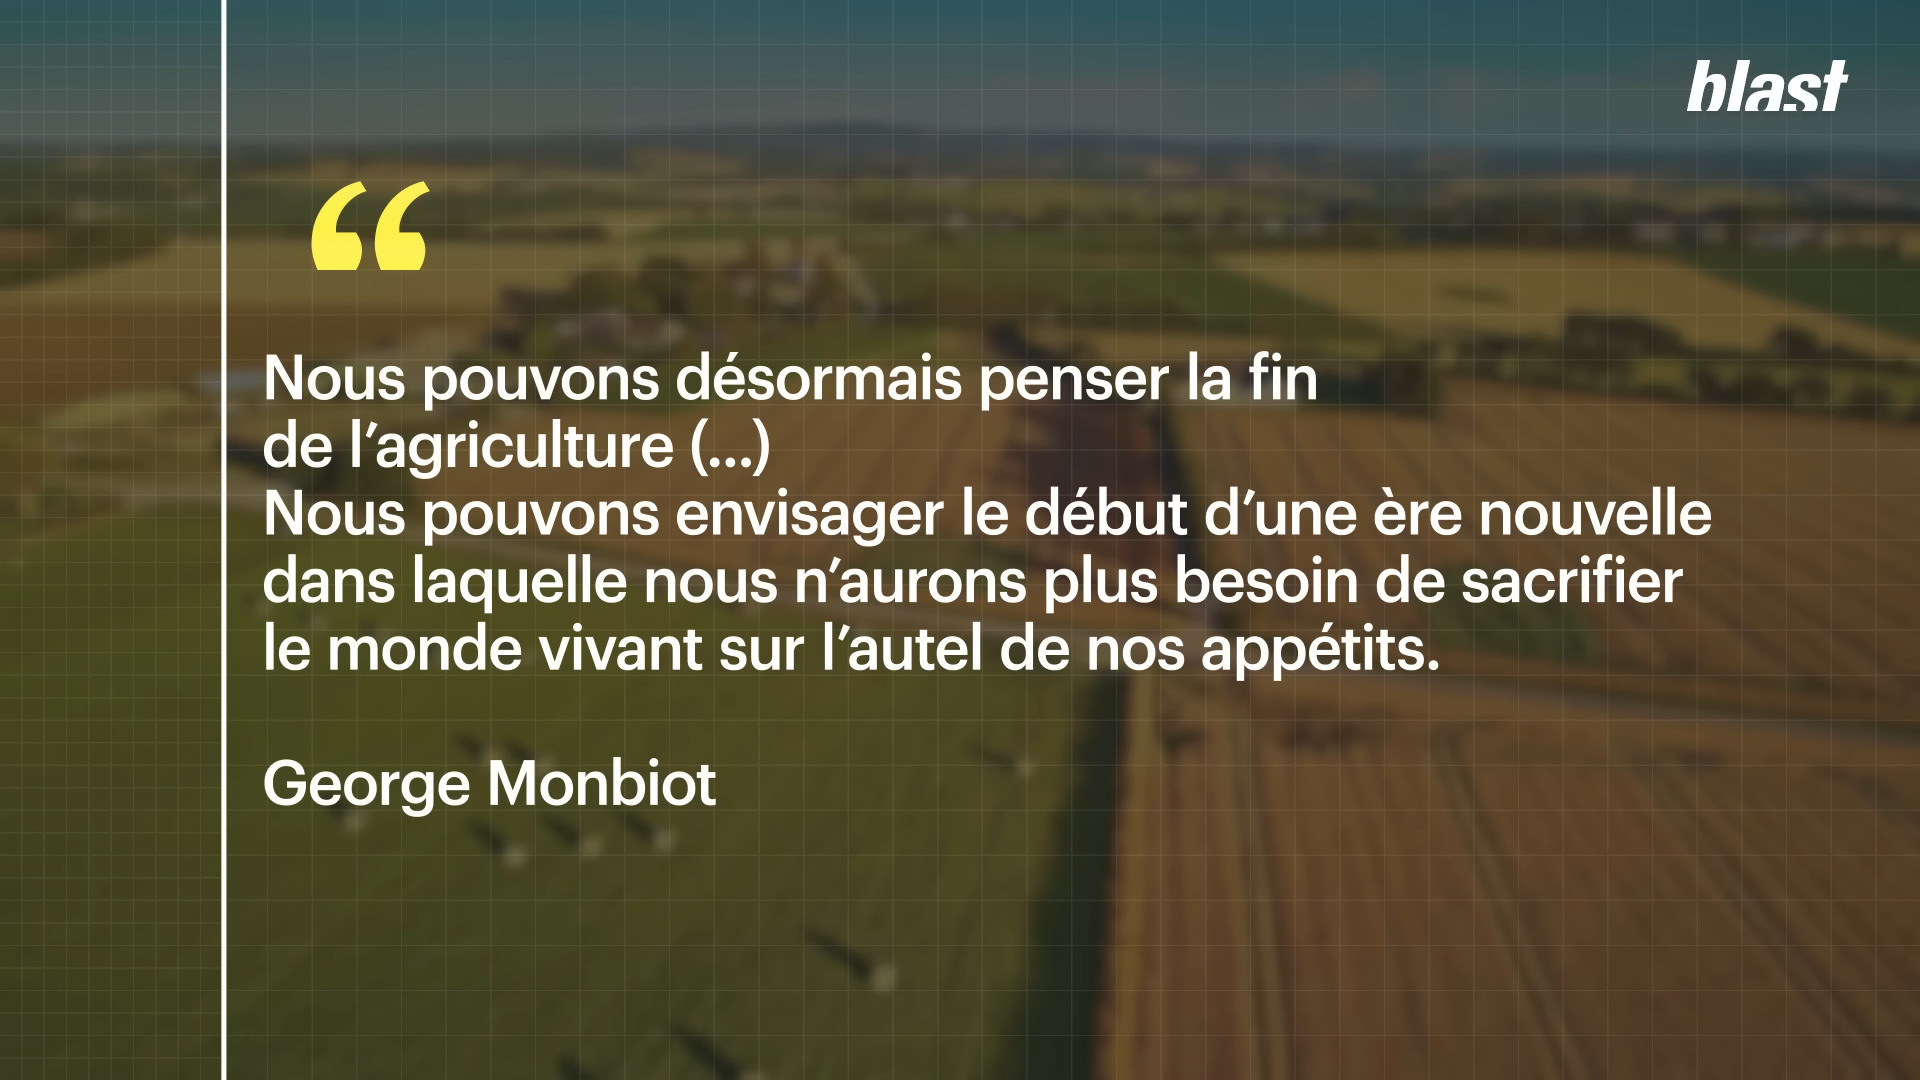 blast
“
Nous pouvons désormais penser la fin
de l’agriculture (...)
Nous pouvons envisager le début d’une ère nouvelle
dans laquelle nous n’aurons plus besoin de sacrifier
le monde vivant sur l’autel de nos appétits.
George Monbiot